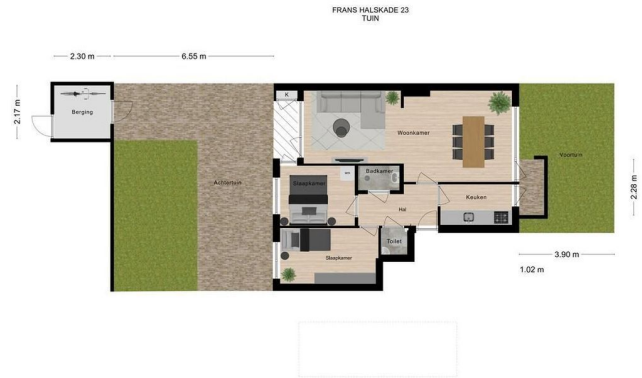 FRANS HALSKADE 23
TUIN
2.30 m
6.55 m
2.17 m
Berging
K
Woonkamer
Voortuin
Achtertuin
Slaapkamer
Badkamer
Keuken
2.28 m
Hal
Toilet
Slaapkamer
3.90 m
1.02 m